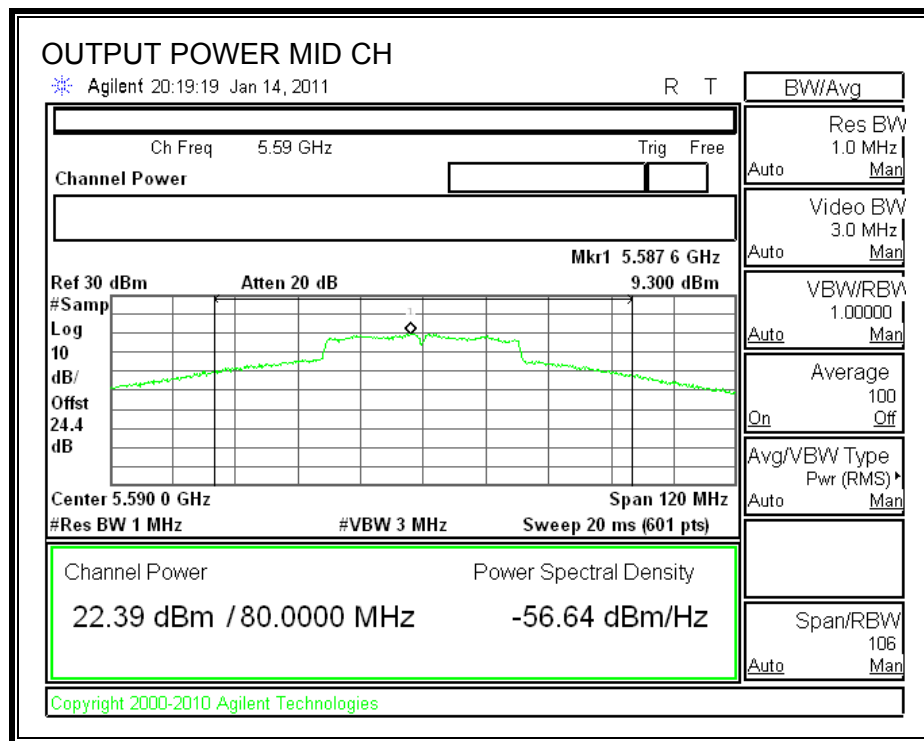 OUTPUT POWER MID CH
Agilent 20:19:19 Jan 14, 2011 R T
Ch Freq 5.59 GHz Trig Free
Channel Power
Mkr1 5.587 6 GHz
Ref 30 dBm Atten 20 dB 9.300 dBm
#Samp
Log
10
dB/
Offst
24.4
dB
1
Center 5.590 0 GHz Span 120 MHz
#Res BW 1 MHz #VBW 3 MHz Sweep 20 ms (601 pts)
Channel Power Power Spectral Density
22.39 dBm / 80.0000 MHz -56.64 dBm/Hz
Copyright 2000-2010 Agilent Technologies
BW/Avg
Res BW
1.0 MHz
Auto Man
Video BW
3.0 MHz
Auto Man
VBW/RBW
1.00000
Auto Man
Average
100
On Off
Avg/VBW Type
Pwr (RMS)
Auto Man
Span/RBW
106
Auto Man